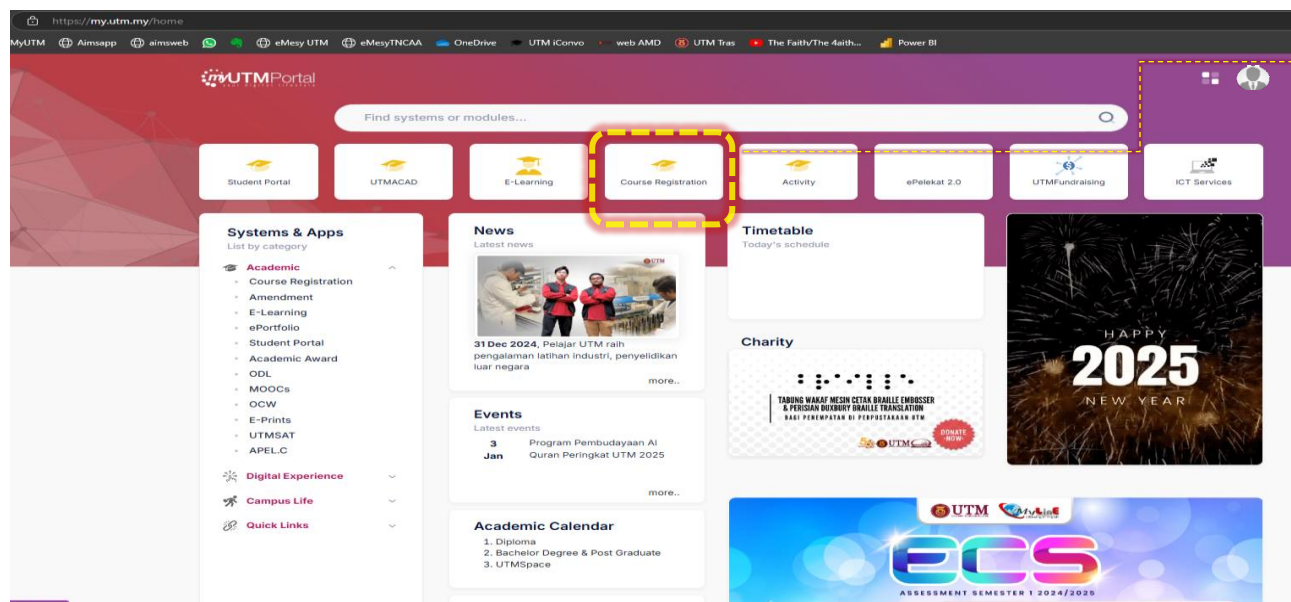 https://my.utm.my/home
MyUTM Aimsapp aimsweb eMesy UTM eMesyTNCAA OneDrive UTM iConvo web AMD UTM Tras The Faith/The 4aith... Power BI
myUTMPortal
Find systems or modules...
Student Portal
UTMACAD
E-Learning
Course Registration
Activity
ePelekat 2.0
UTMFundraising
ICT Services
Systems & Apps
List by category
Academic
Course Registration
Amendment
E-Learning
ePortfolio
Student Portal
Academic Award
ODL
MOOCs
OCW
E-Prints
UTMSAT
APEL.C
Digital Experience
Campus Life
Quick Links
News
Latest news
UTM
31 Dec 2024, Pelajar UTM raih
pengalaman latihan industri, penyelidikan
luar negara
more..
Events
Latest events
3 Program Pembudayaan Al
Jan Quran Peringkat UTM 2025
more..
Academic Calendar
1. Diploma
2. Bachelor Degree & Post Graduate
3. UTMSpace
Timetable
Today's schedule
Charity
TABUNG WAKAF MESIN CETAK BRAILLE EMBOSSER
& PERISIAN DUXBURY BRAILLE TRANSLATION
BAGI PENEMPATAN DI PERPUSTAKAAN UTM
DONATE
-NOW-
UTM
HAPPY
2025
NEW YEAR
UTM MyLinE
ECS
ASSESSMENT SEMESTER 1 2024/2025